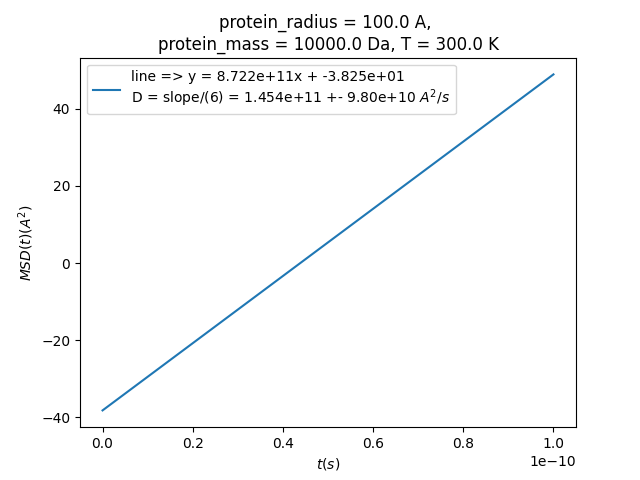 protein_radius = 100.0 A,
protein_mass = 10000.0 Da, T = 300.0 K
line => y = 8.722e+11x + -3.825e+01
D = slope/(6) = 1.454e+11 +- 9.80e+10 A²/s
MSD(t)(A²)
40
20
0
−20
−40
0.0 0.2 0.4 0.6 0.8 1.0
1e−10
t(s)